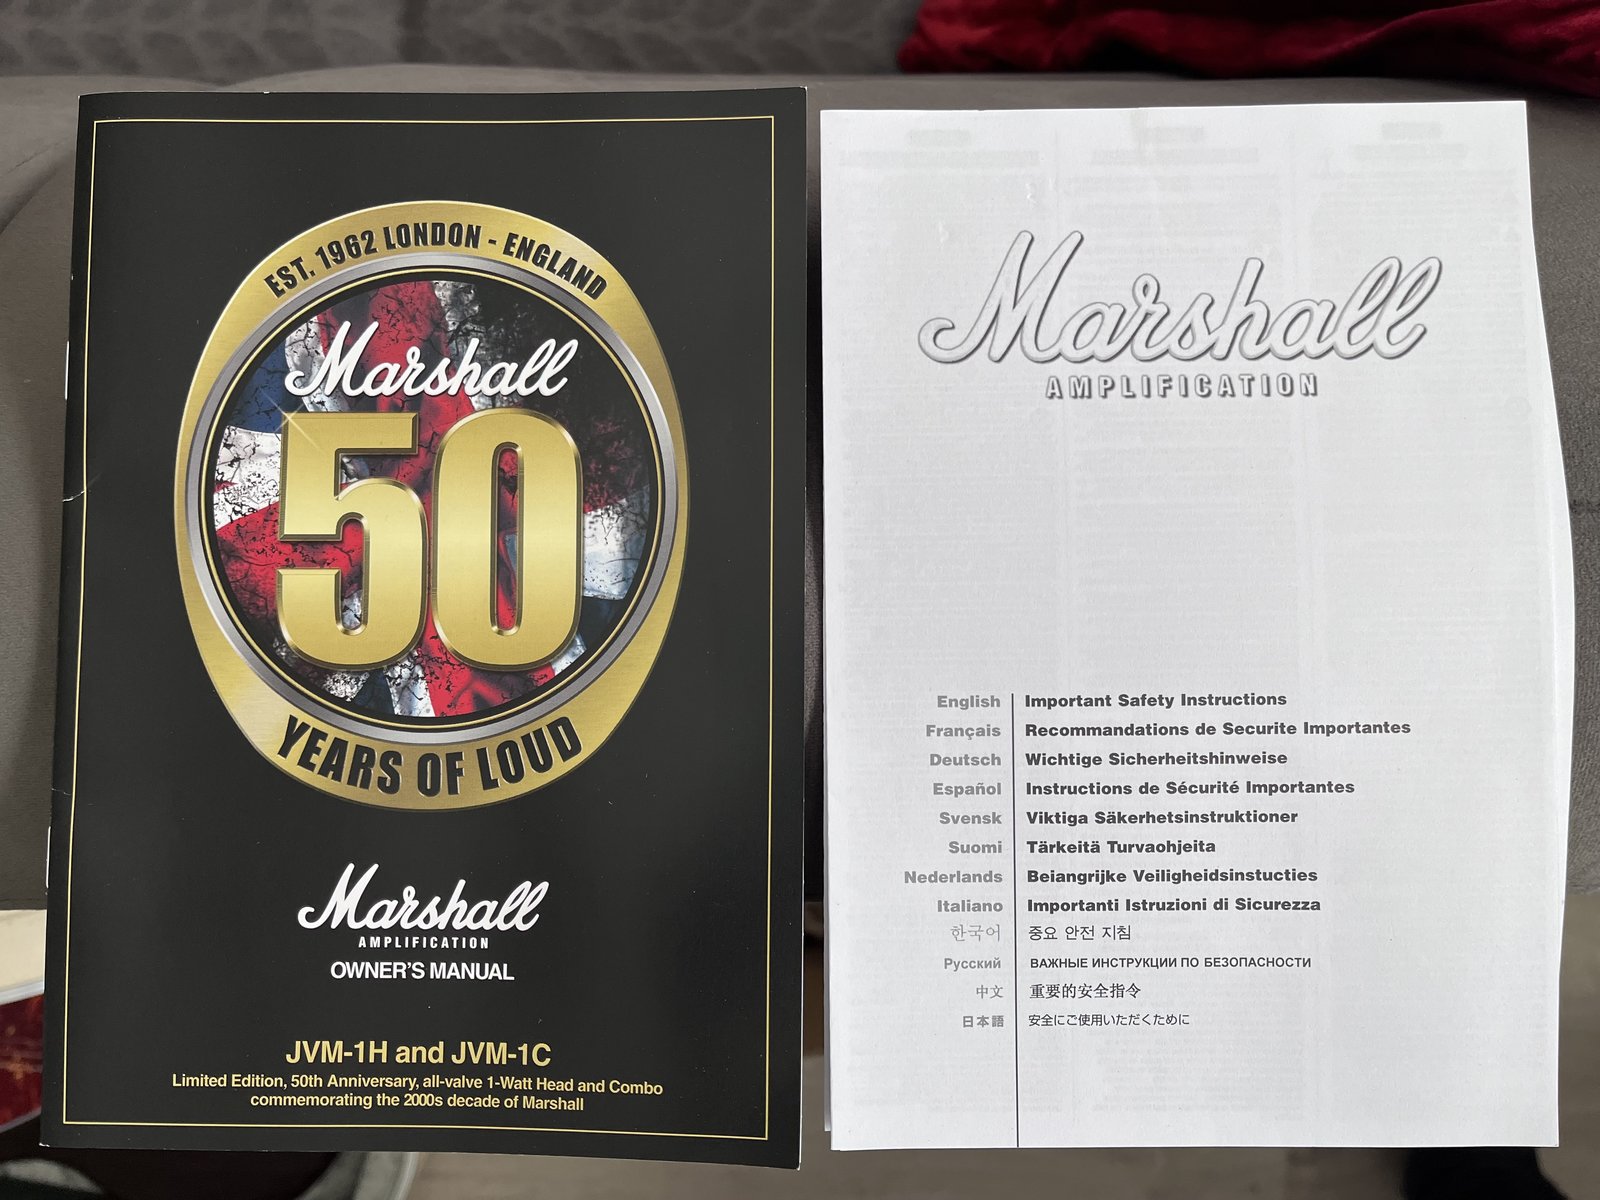 EST. 1962 LONDON - ENGLAND
Marshall
50
YEARS OF LOUD
Marshall
AMPLIFICATION
OWNER'S MANUAL
JVM-1H and JVM-1C
Limited Edition, 50th Anniversary, all-valve 1-Watt Head and Combo
commemorating the 2000s decade of Marshall
Marshall
AMPLIFICATION
English Important Safety Instructions
Français Recommandations de Securite Importantes
Deutsch Wichtige Sicherheitshinweise
Español Instructions de Sécurité Importantes
Svensk Viktiga Säkerhetsinstruktioner
Suomi Tärkeitä Turvaohjeita
Nederlands Beiangrijke Veiligheidsinstucties
Italiano Importanti Istruzioni di Sicurezza
한국어 중요 안전 지침
Русский ВАЖНЫЕ ИНСТРУКЦИИ ПО БЕЗОПАСНОСТИ
中文 重要的安全指令
日本語 安全にご使用いただくために